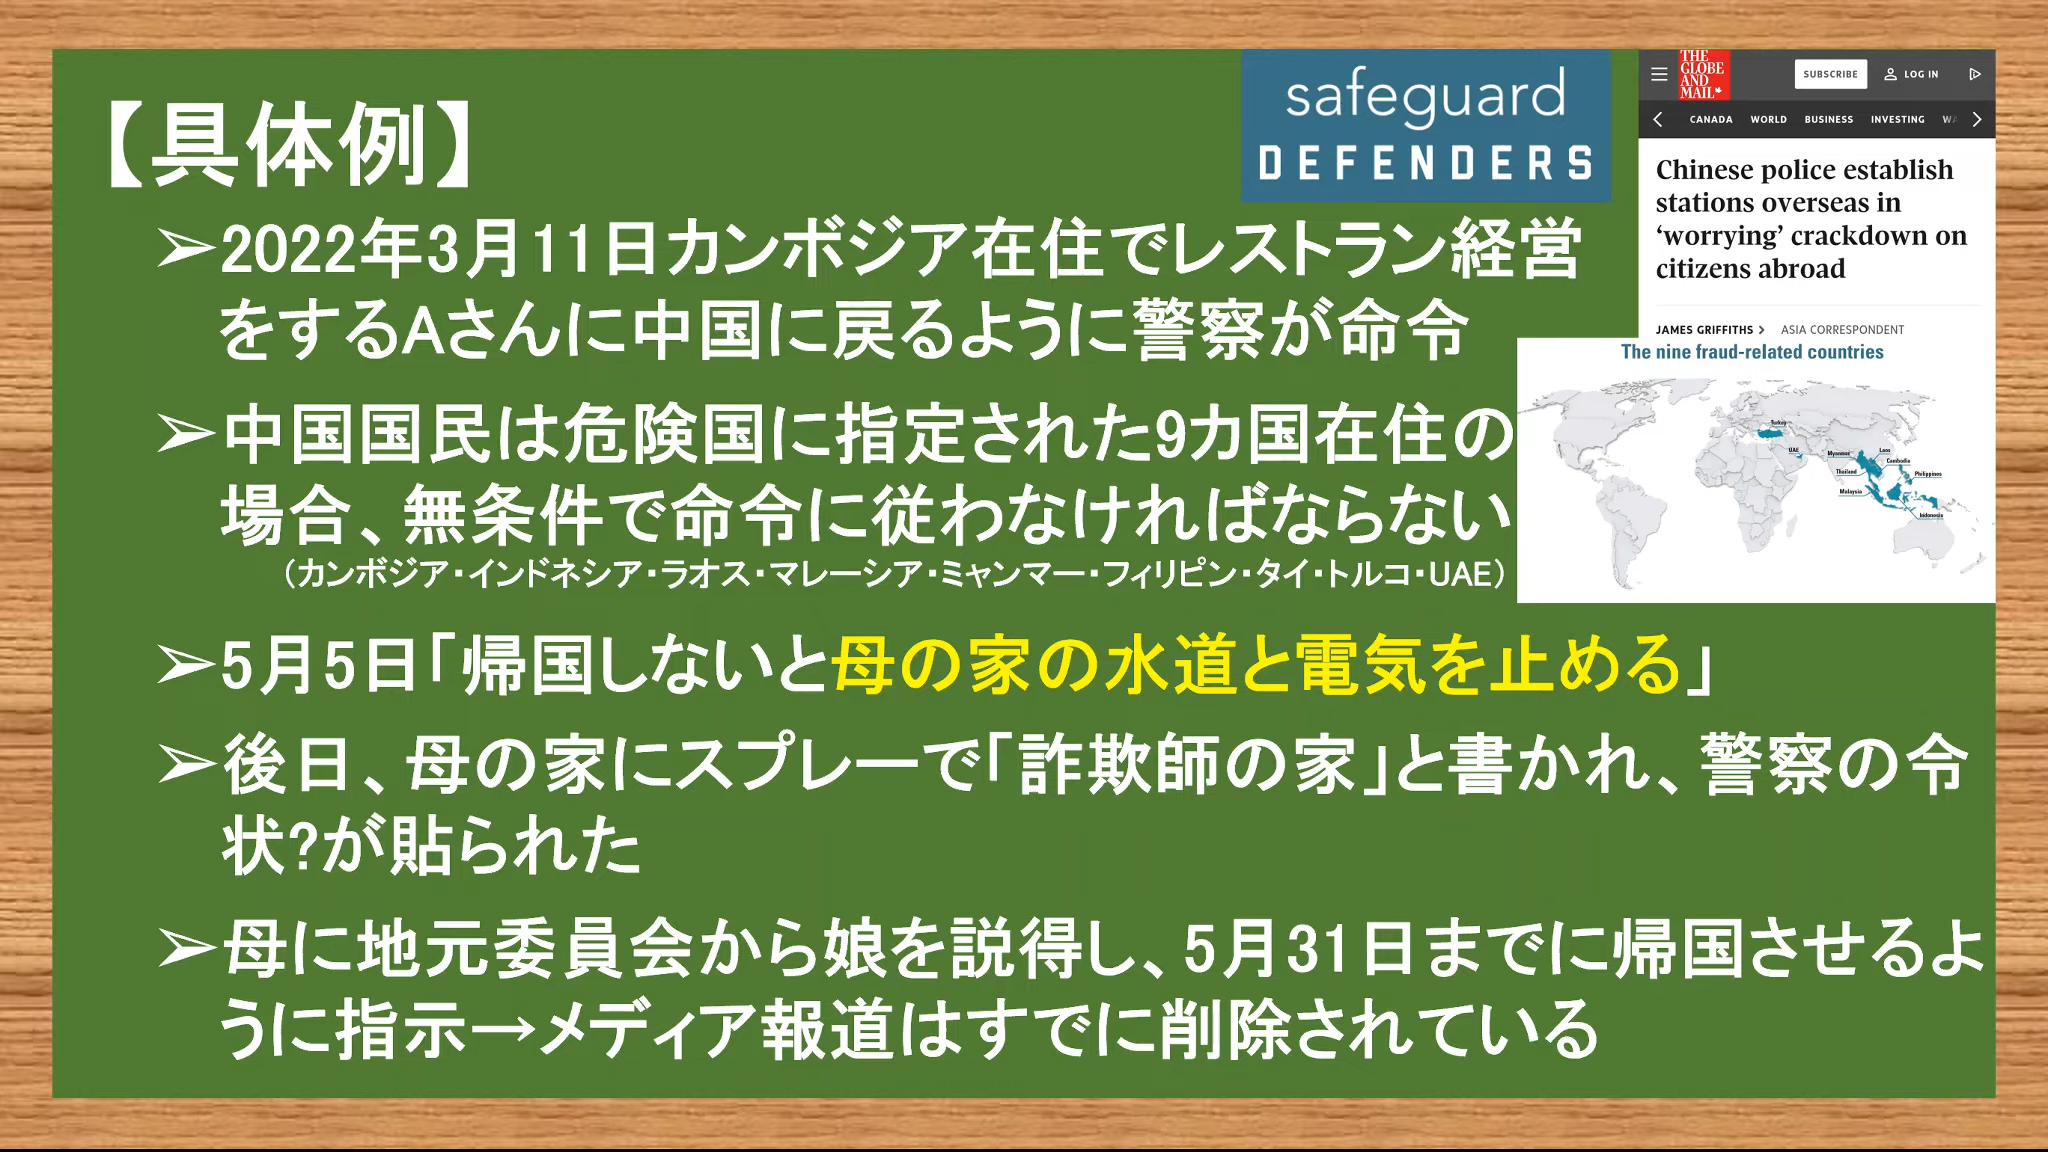 【具体例】
➢2022年3月11日カンボジア在住でレストラン経営
をするAさんに中国に戻るように警察が命令
➢中国国民は危険国に指定された9カ国在住の
場合、無条件で命令に従わなければならない
（カンボジア・インドネシア・ラオス・マレーシア・ミャンマー・フィリピン・タイ・トルコ・UAE）
➢5月5日「帰国しないと母の家の水道と電気を止める」
➢後日、母の家にスプレーで「詐欺師の家」と書かれ、警察の令
状?が貼られた
➢母に地元委員会から娘を説得し、5月31日までに帰国させるよ
うに指示→メディア報道はすでに削除されている
safeguard
DEFENDERS
THE
GLOBE
AND
MAIL
SUBSCRIBE
LOG IN
CANADA WORLD BUSINESS INVESTING
Chinese police establish
stations overseas in
‘worrying’ crackdown on
citizens abroad
JAMES GRIFFITHS > ASIA CORRESPONDENT
The nine fraud-related countries
Turkey
UAE
Myanmar
Laos
Cambodia
Thailand
Philippines
Malaysia
Indonesia